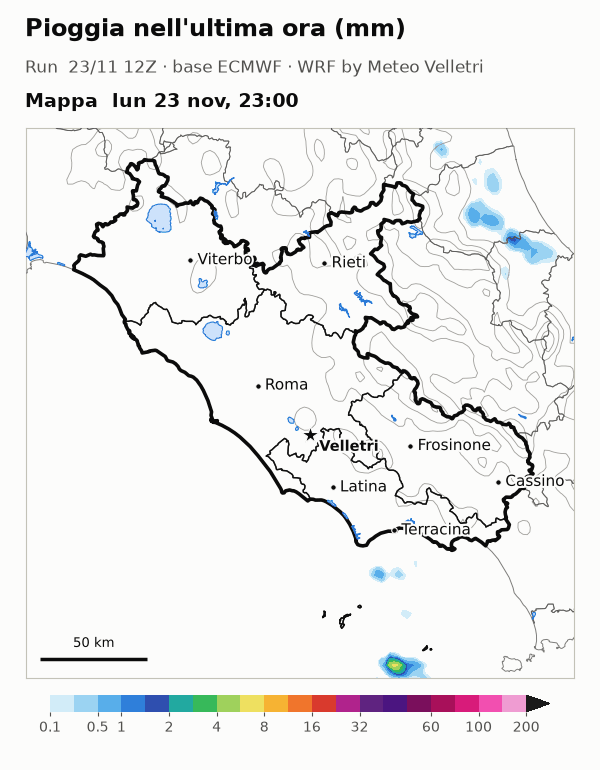 Pioggia nell'ultima ora (mm)
Run  23/11 12Z · base ECMWF · WRF by Meteo Velletri
Mappa  lun 23 nov, 23:00
Viterbo
Rieti
Roma
Velletri
Frosinone
Latina
Cassino
Terracina
50 km
0.1 0.5 1 2 4 8 16 32 60 100 200